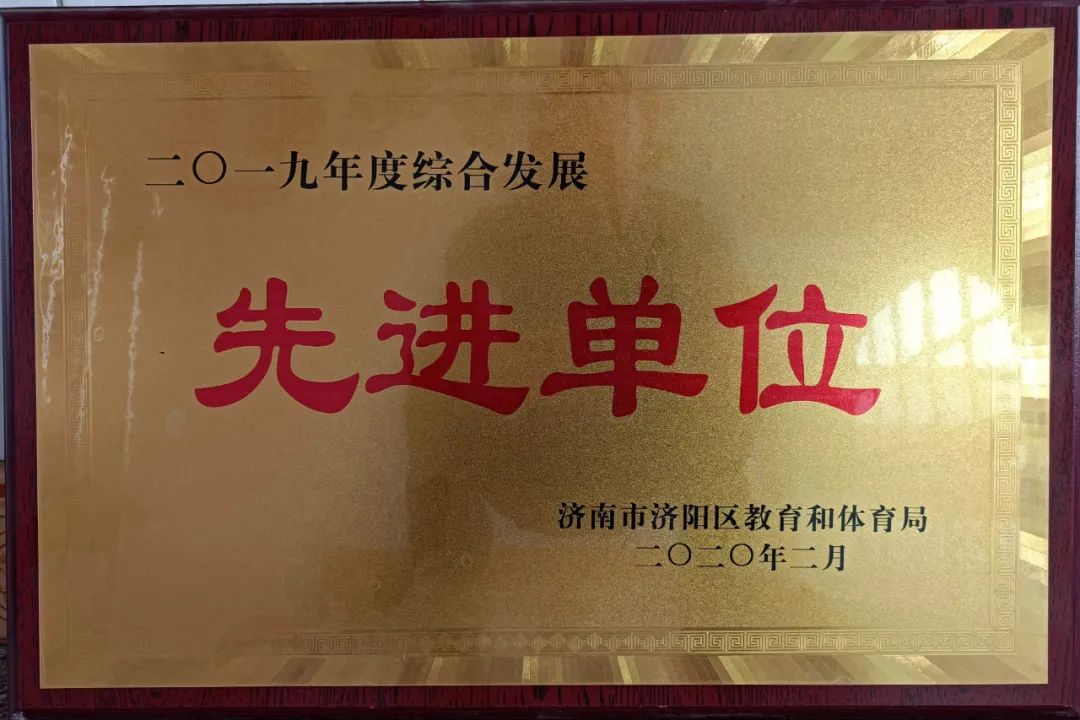 二〇一九年度综合发展
先进单位
济南市济阳区教育和体育局
二〇二〇年二月